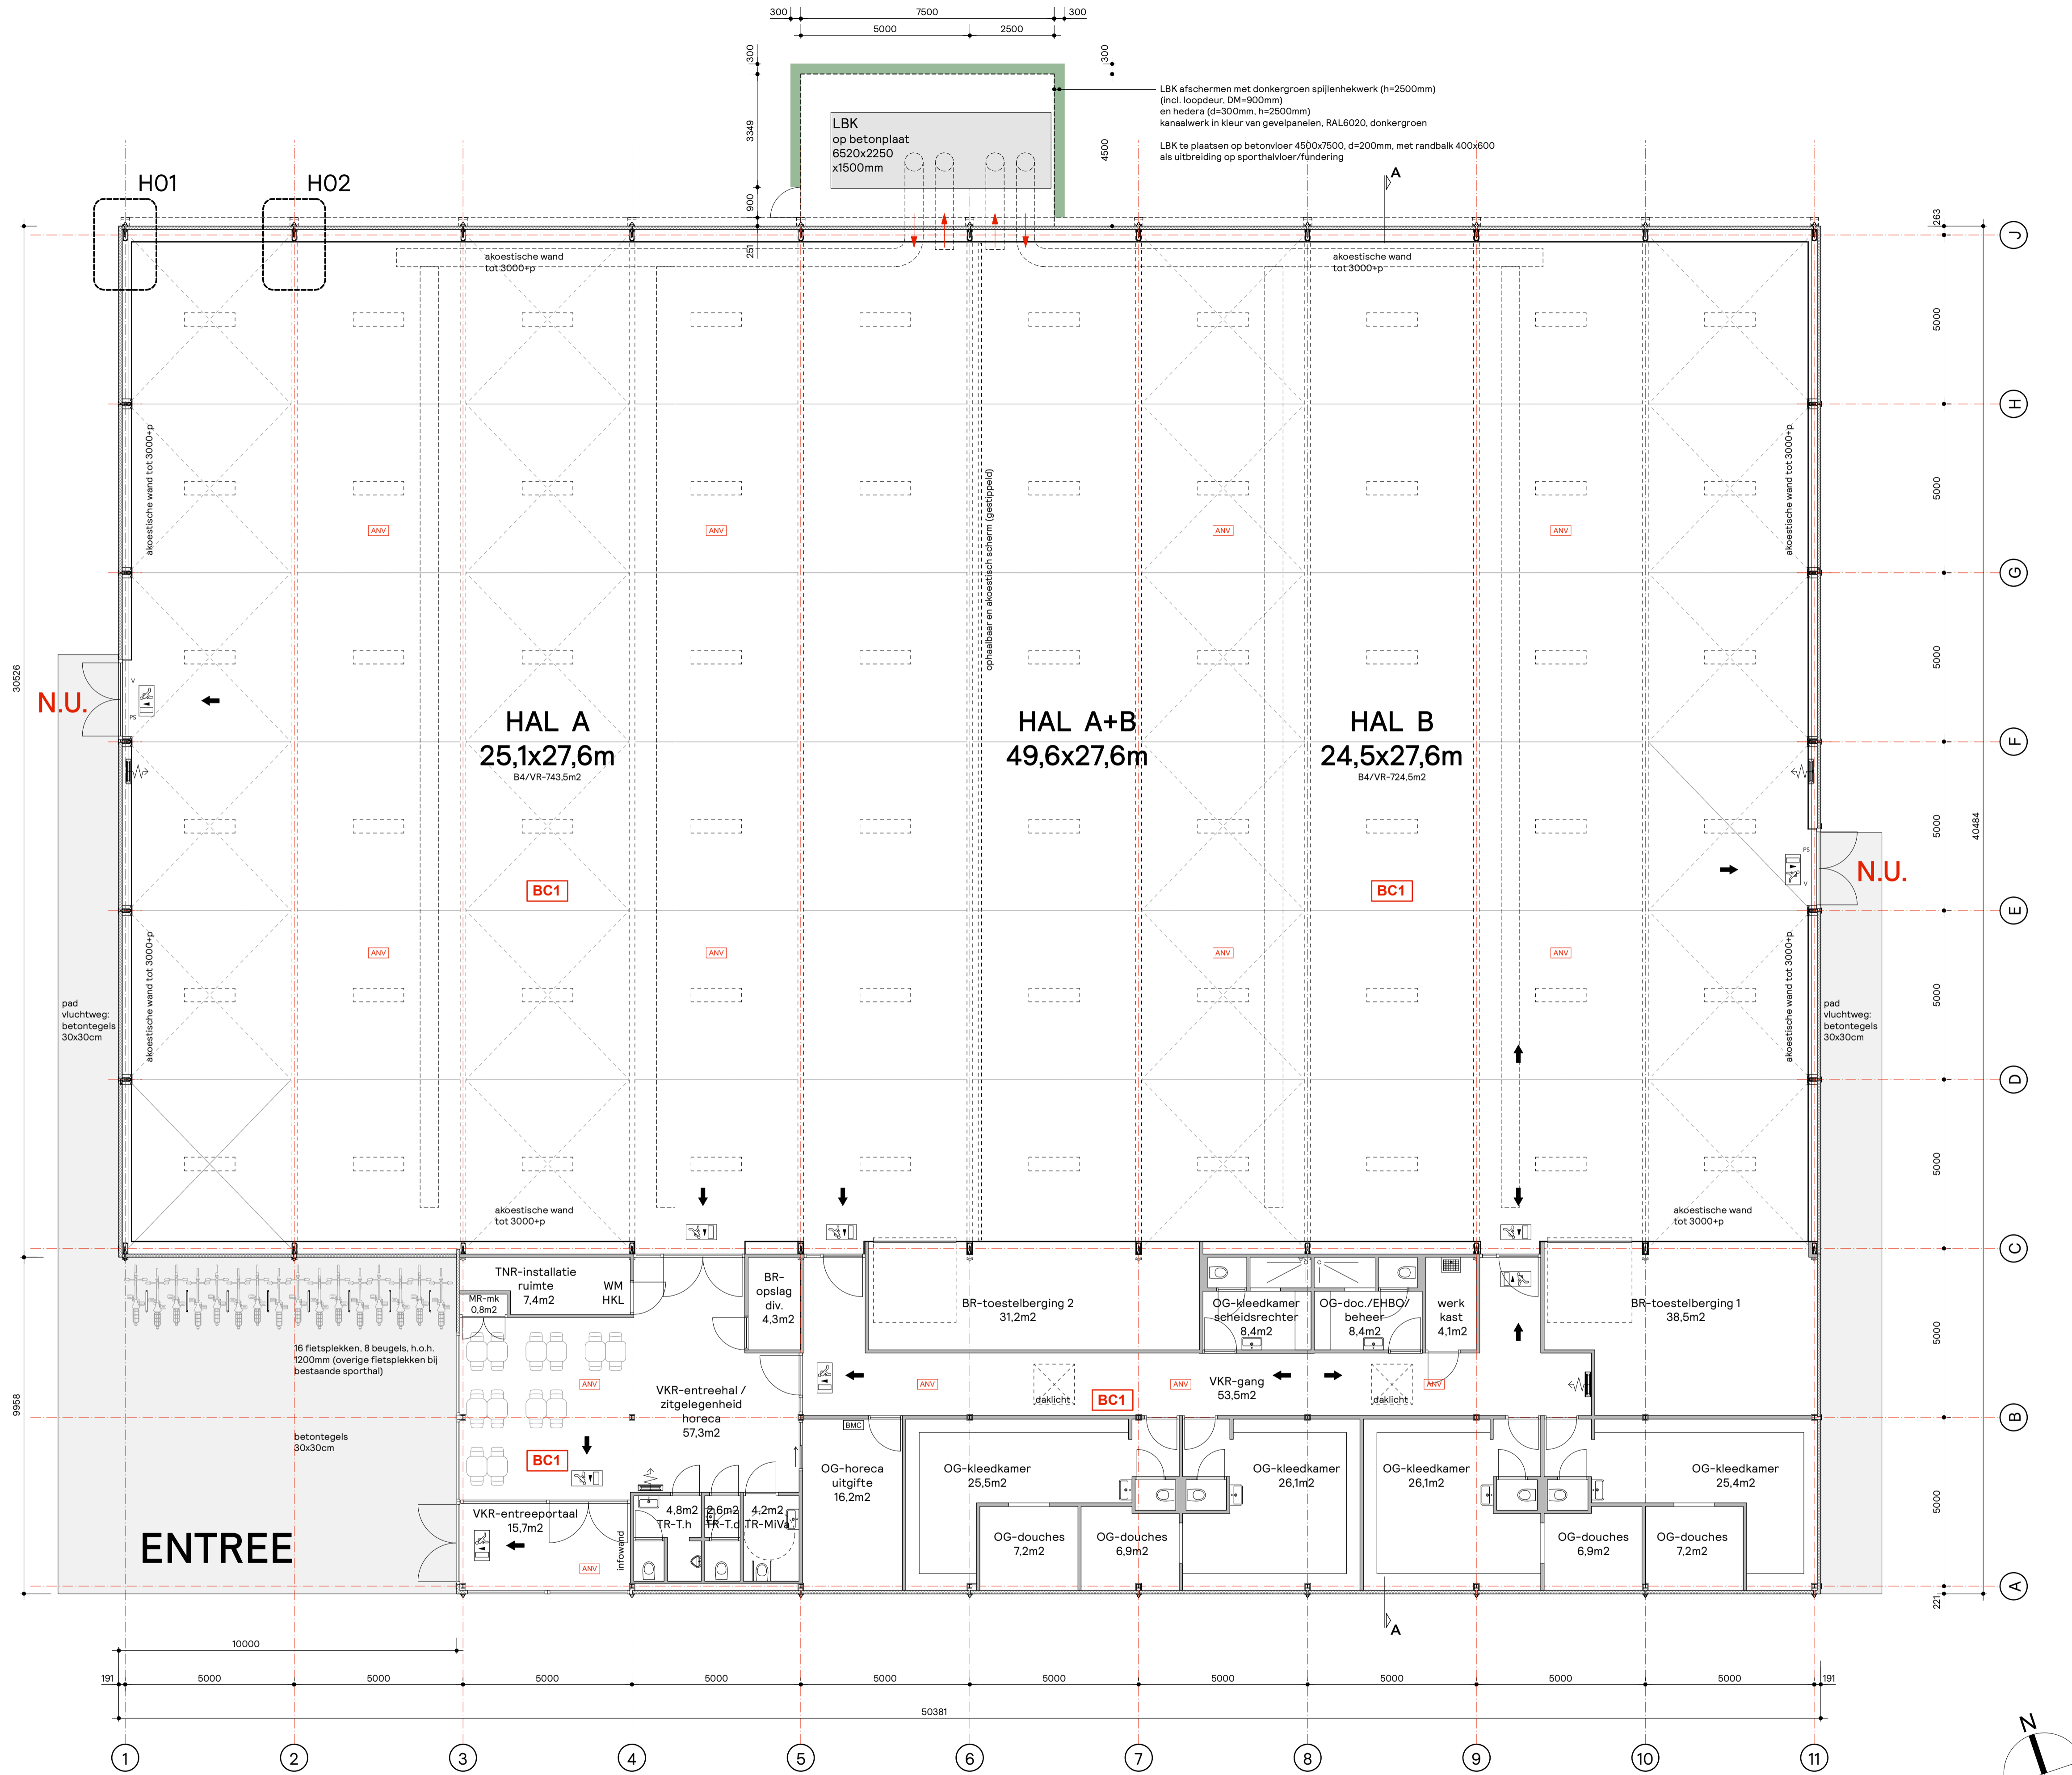 300
7500
300
5000
2500
300
3349
900
251
300
4500
LBK afschermen met donkergroen spijlenhekwerk (h=2500mm)
(incl. loopdeur, DM=900mm)
en hedera (d=300mm, h=2500mm)
kanaalwerk in kleur van gevelpanelen, RAL6020, donkergroen
LBK te plaatsen op betonvloer 4500x7500, d=200mm, met randbalk 400x600
als uitbreiding op sporthalvloer/fundering
LBK
op betonplaat
6520x2250
x1500mm
H01
H02
A
263
J
akoestische wand
tot 3000+p
akoestische wand
tot 3000+p
5000
H
akoestische wand tot 3000+p
ophaalbaar en akoestisch scherm (gestippeld)
akoestische wand tot 3000+p
5000
ANV
ANV
ANV
ANV
G
30526
5000
N.U.
V
PS
HAL A
25,1x27,6m
B4/VR-743,5m2
HAL A+B
49,6x27,6m
HAL B
24,5x27,6m
B4/VR-724,5m2
F
5000
40484
PS
V
N.U.
BC1
BC1
E
ANV
ANV
ANV
ANV
akoestische wand tot 3000+p
akoestische wand tot 3000+p
5000
pad
vluchtweg:
betontegels
30x30cm
pad
vluchtweg:
betontegels
30x30cm
D
5000
akoestische wand
tot 3000+p
akoestische wand
tot 3000+p
C
TNR-installatie
ruimte
7,4m2
WM
HKL
MR-mk
0,8m2
BR-
opslag
div.
4,3m2
BR-toestelberging 2
31,2m2
OG-kleedkamer
scheidsrechter
8,4m2
OG-doc./EHBO/
beheer
8,4m2
werk
kast
4,1m2
BR-toestelberging 1
38,5m2
5000
16 fietsplekken, 8 beugels, h.o.h.
1200mm (overige fietsplekken bij
bestaande sporthal)
9958
VKR-entreehal /
zitgelegenheid
horeca
57,3m2
ANV
ANV
ANV
ANV
VKR-gang
53,5m2
daklicht
daklicht
BC1
B
BMC
betontegels
30x30cm
BC1
OG-horeca
uitgifte
16,2m2
OG-kleedkamer
25,5m2
OG-kleedkamer
26,1m2
OG-kleedkamer
26,1m2
OG-kleedkamer
25,4m2
5000
ENTREE
VKR-entreeportaal
15,7m2
infowand
ANV
4,8m2
TR-T.h
2,6m2
TR-T.d
4,2m2
TR-MiVa
OG-douches
7,2m2
OG-douches
6,9m2
OG-douches
6,9m2
OG-douches
7,2m2
A
221
A
10000
191
5000
5000
5000
5000
5000
5000
5000
5000
5000
5000
191
50381
N
1
2
3
4
5
6
7
8
9
10
11